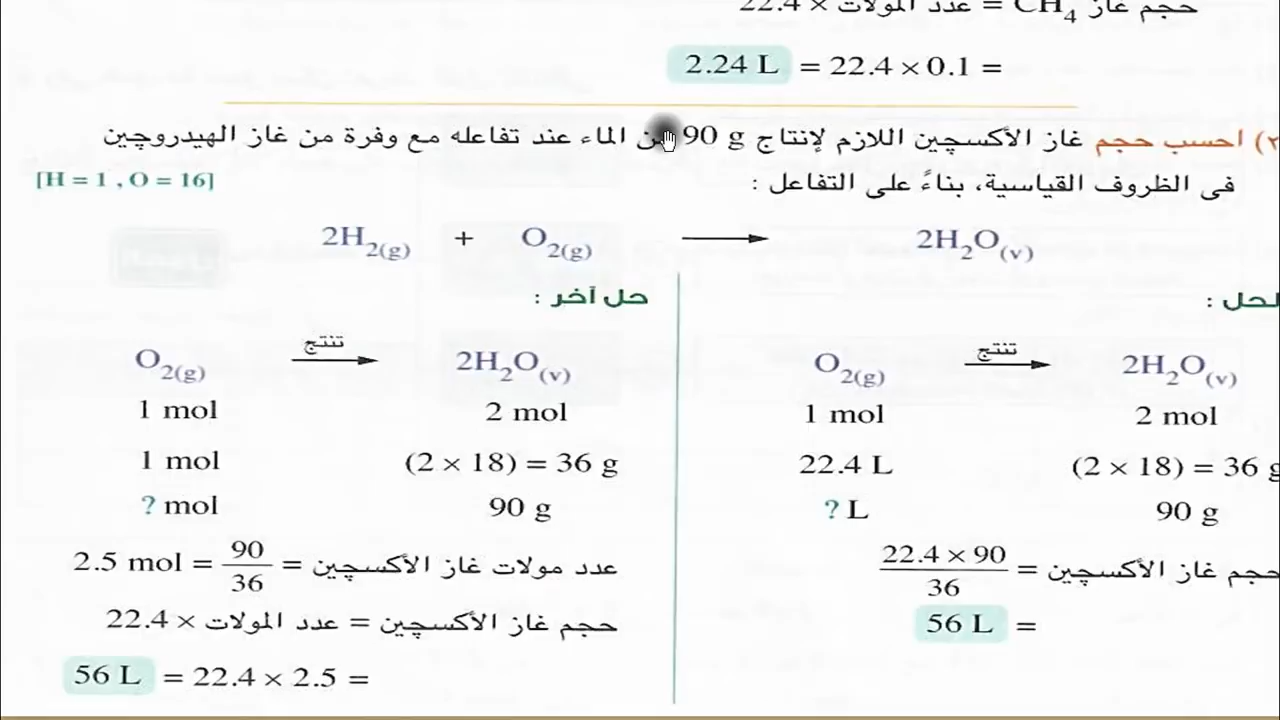 حجم غاز CH4 = عدد المولات × 22.4
= 0.1 × 22.4 = 2.24 L
٢) احسب حجم غاز الأكسچين اللازم لإنتاج 90 g من الماء عند تفاعله مع وفرة من غاز الهيدروچين
فى الظروف القياسية، بناءً على التفاعل :
[H = 1 , O = 16]
2H2(g) + O2(g) ⟶ 2H2O(v)
لحل :
O2(g) تنتج ⟶ 2H2O(v)
1 mol 2 mol
22.4 L (2 × 18) = 36 g
? L 90 g
حجم غاز الأكسچين = 22.4 × 90 / 36
= 56 L
حل آخر :
O2(g) تنتج ⟶ 2H2O(v)
1 mol 2 mol
1 mol (2 × 18) = 36 g
? mol 90 g
عدد مولات غاز الأكسچين = 90 / 36 = 2.5 mol
حجم غاز الأكسچين = عدد المولات × 22.4
= 2.5 × 22.4 = 56 L